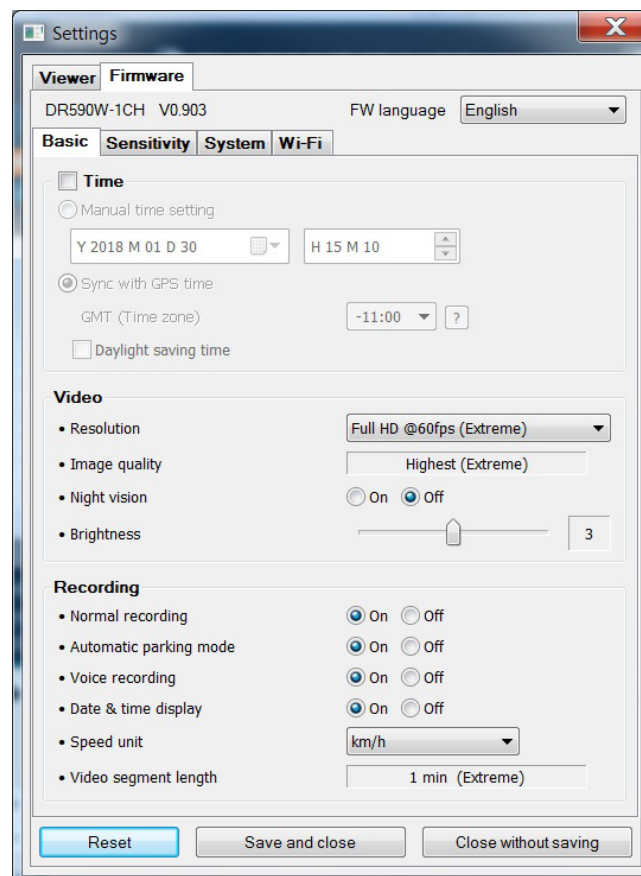 Settings
Viewer Firmware
DR590W-1CH V0.903 FW language English
Basic Sensitivity System Wi-Fi
Time
Manual time setting
Y 2018 M 01 D 30 H 15 M 10
Sync with GPS time
GMT (Time zone) -11:00 ?
Daylight saving time
Video
• Resolution Full HD @60fps (Extreme)
• Image quality Highest (Extreme)
• Night vision On Off
• Brightness 3
Recording
• Normal recording On Off
• Automatic parking mode On Off
• Voice recording On Off
• Date & time display On Off
• Speed unit km/h
• Video segment length 1 min (Extreme)
Reset Save and close Close without saving